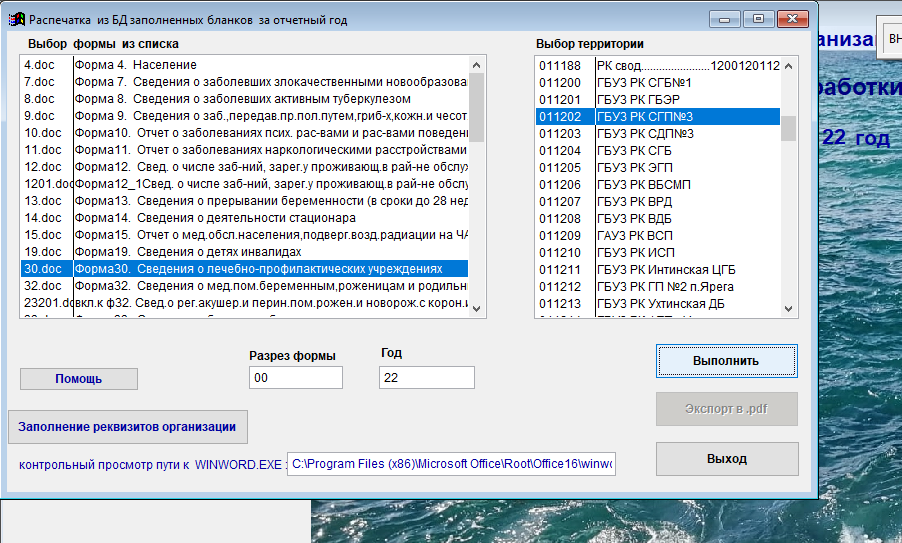 Распечатка из БД заполненных бланков за отчетный год
Выбор формы из списка
4.doc Форма 4. Население
7.doc Форма 7. Сведения о заболевших злокачественными новообразова
8.doc Форма 8. Сведения о заболевших активным туберкулезом
9.doc Форма 9. Сведения о заб.,передав.пр.пол.путем,гриб-х,кожн.и чесот
10.doc Форма10. Отчет о заболеваниях псих. рас-вами и рас-вами поведен
11.doc Форма11. Отчет о заболеваниях наркологическими расстройствами
12.doc Форма12. Свед. о числе заб-ний, зарег.у проживающ.в рай-не обслу
1201.doc Форма12_1Свед. о числе заб-ний, зарег.у проживающ.в рай-не обслу
13.doc Форма13. Сведения о прерывании беременности (в сроки до 28 нед
14.doc Форма14. Сведения о деятельности стационара
15.doc Форма15. Отчет о мед.обсл.населения,подверг.возд.радиации на ЧА
19.doc Форма19. Сведения о детях инвалидах
30.doc Форма30. Сведения о лечебно-профилактических учреждениях
32.doc Форма32. Сведения о мед.пом.беременным,роженицам и родильн
23201.do вкл.к ф32. Свед.о рег.акушер.и перин.пом.рожен.и новорож.с корон.и
Выбор территории
011188 РК свод.......................1200120112
011200 ГБУЗ РК СГБ№1
011201 ГБУЗ РК ГБЭР
011202 ГБУЗ РК СГП№3
011203 ГБУЗ РК СДП№3
011204 ГБУЗ РК СГБ
011205 ГБУЗ РК ЭГП
011206 ГБУЗ РК ВБСМП
011207 ГБУЗ РК ВРД
011208 ГБУЗ РК ВДБ
011209 ГАУЗ РК ВСП
011210 ГБУЗ РК ИСП
011211 ГБУЗ РК Интинская ЦГБ
011212 ГБУЗ РК ГП №2 п.Ярега
011213 ГБУЗ РК Ухтинская ДБ
Разрез формы
00
Год
22
Помощь
Заполнение реквизитов организации
контрольный просмотр пути к WINWORD.EXE :
C:\Program Files (x86)\Microsoft Office\Root\Office16\winwo
Выполнить
Экспорт в .pdf
Выход
аниза
ВН
работки
22 год